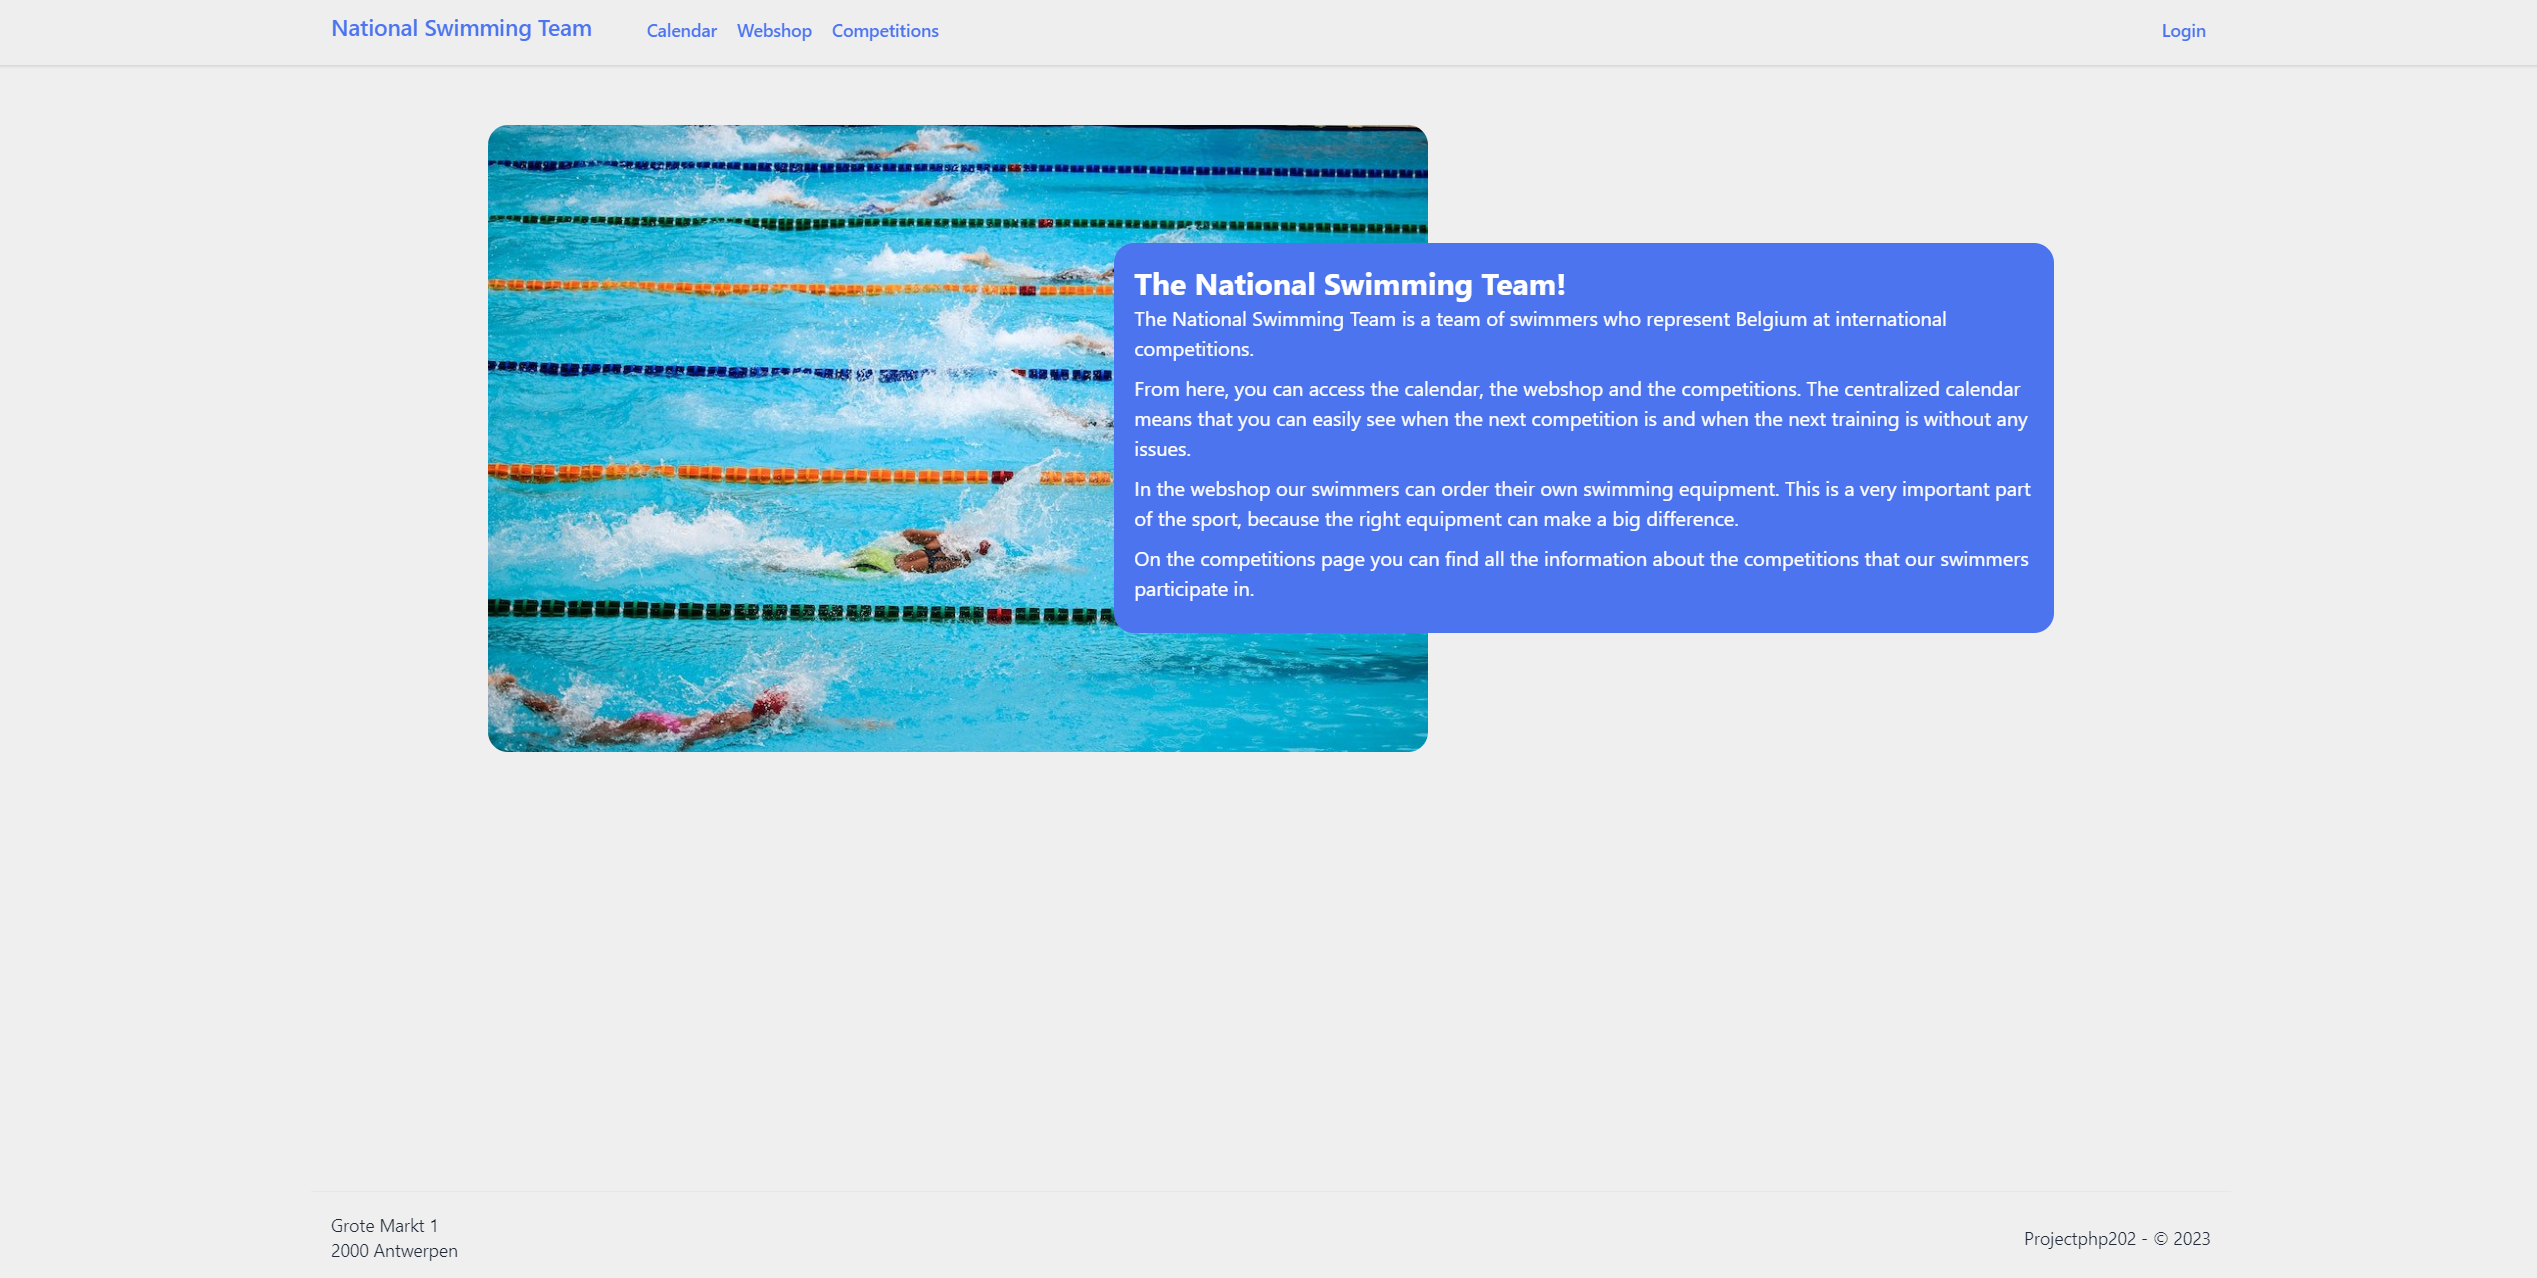 National Swimming Team
Calendar
Webshop
Competitions
Login
The National Swimming Team!
The National Swimming Team is a team of swimmers who represent Belgium at international
competitions.
From here, you can access the calendar, the webshop and the competitions. The centralized calendar
means that you can easily see when the next competition is and when the next training is without any
issues.
In the webshop our swimmers can order their own swimming equipment. This is a very important part
of the sport, because the right equipment can make a big difference.
On the competitions page you can find all the information about the competitions that our swimmers
participate in.
Grote Markt 1
2000 Antwerpen
Projectphp202 - © 2023